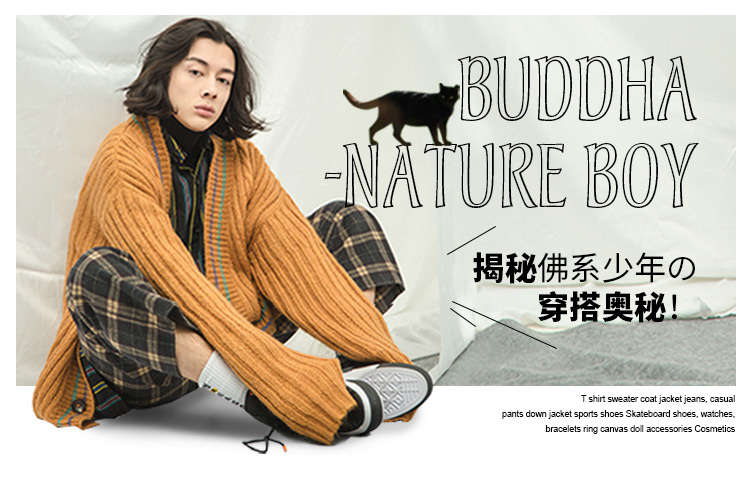 BUDDHA
-NATURE BOY
揭秘佛系少年の
穿搭奥秘!
T shirt sweater coat jacket jeans, casual
pants down jacket sports shoes Skateboard shoes, watches,
bracelets ring canvas doll accessories Cosmetics